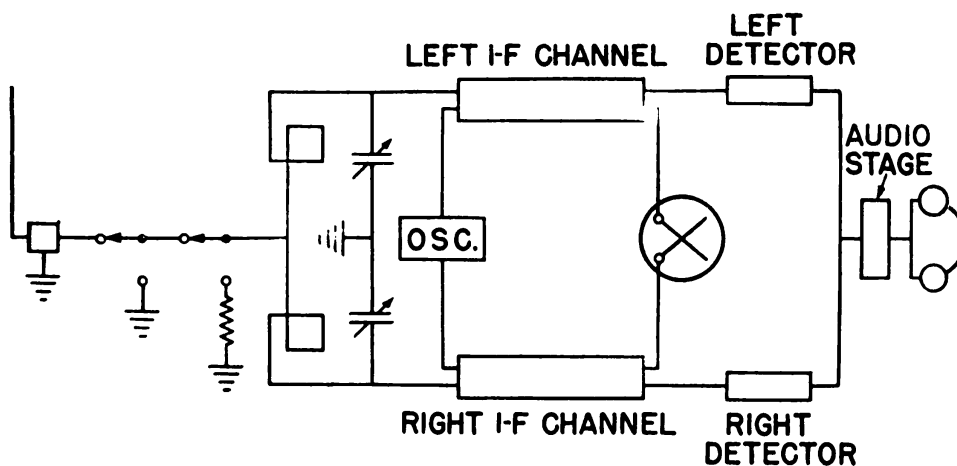 LEFT I-F CHANNEL
LEFT
DETECTOR
AUDIO
STAGE
OSC.
RIGHT I-F CHANNEL
RIGHT
DETECTOR